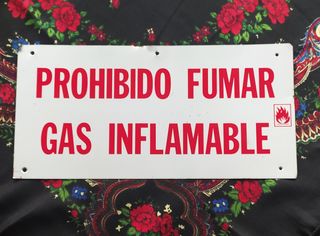 PROHIBIDO FUMAR
GAS INFLAMABLE